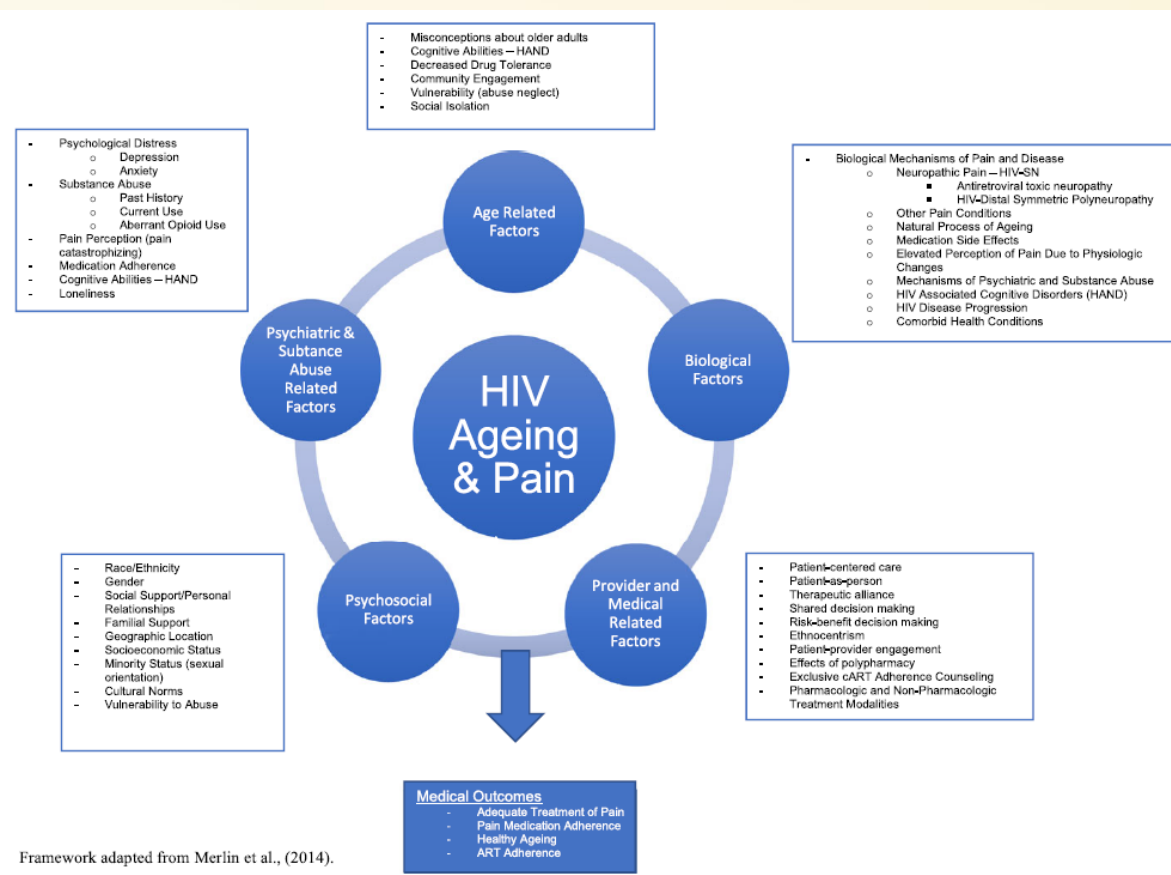 - Misconceptions about older adults
- Cognitive Abilities – HAND
- Decreased Drug Tolerance
- Community Engagement
- Vulnerability (abuse neglect)
- Social Isolation
- Psychological Distress
o Depression
o Anxiety
- Substance Abuse
o Past History
o Current Use
o Aberrant Opioid Use
- Pain Perception (pain
catastrophizing)
- Medication Adherence
- Cognitive Abilities – HAND
- Loneliness
- Biological Mechanisms of Pain and Disease
o Neuropathic Pain – HIV-SN
▪ Antiretroviral toxic neuropathy
▪ HIV-Distal Symmetric Polyneuropathy
o Other Pain Conditions
o Natural Process of Ageing
o Medication Side Effects
o Elevated Perception of Pain Due to Physiologic
Changes
o Mechanisms of Psychiatric and Substance Abuse
o HIV Associated Cognitive Disorders (HAND)
o HIV Disease Progression
o Comorbid Health Conditions
Age Related
Factors
Psychiatric &
Subtance
Abuse
Related
Factors
Biological
Factors
HIV
Ageing
& Pain
Psychosocial
Factors
Provider and
Medical
Related
Factors
- Race/Ethnicity
- Gender
- Social Support/Personal
Relationships
- Familial Support
- Geographic Location
- Socioeconomic Status
- Minority Status (sexual
orientation)
- Cultural Norms
- Vulnerability to Abuse
- Patient-centered care
- Patient-as-person
- Therapeutic alliance
- Shared decision making
- Risk-benefit decision making
- Ethnocentrism
- Patient-provider engagement
- Effects of polypharmacy
- Exclusive cART Adherence Counseling
- Pharmacologic and Non-Pharmacologic
Treatment Modalities
Medical Outcomes
- Adequate Treatment of Pain
- Pain Medication Adherence
- Healthy Ageing
- ART Adherence
Framework adapted from Merlin et al., (2014).